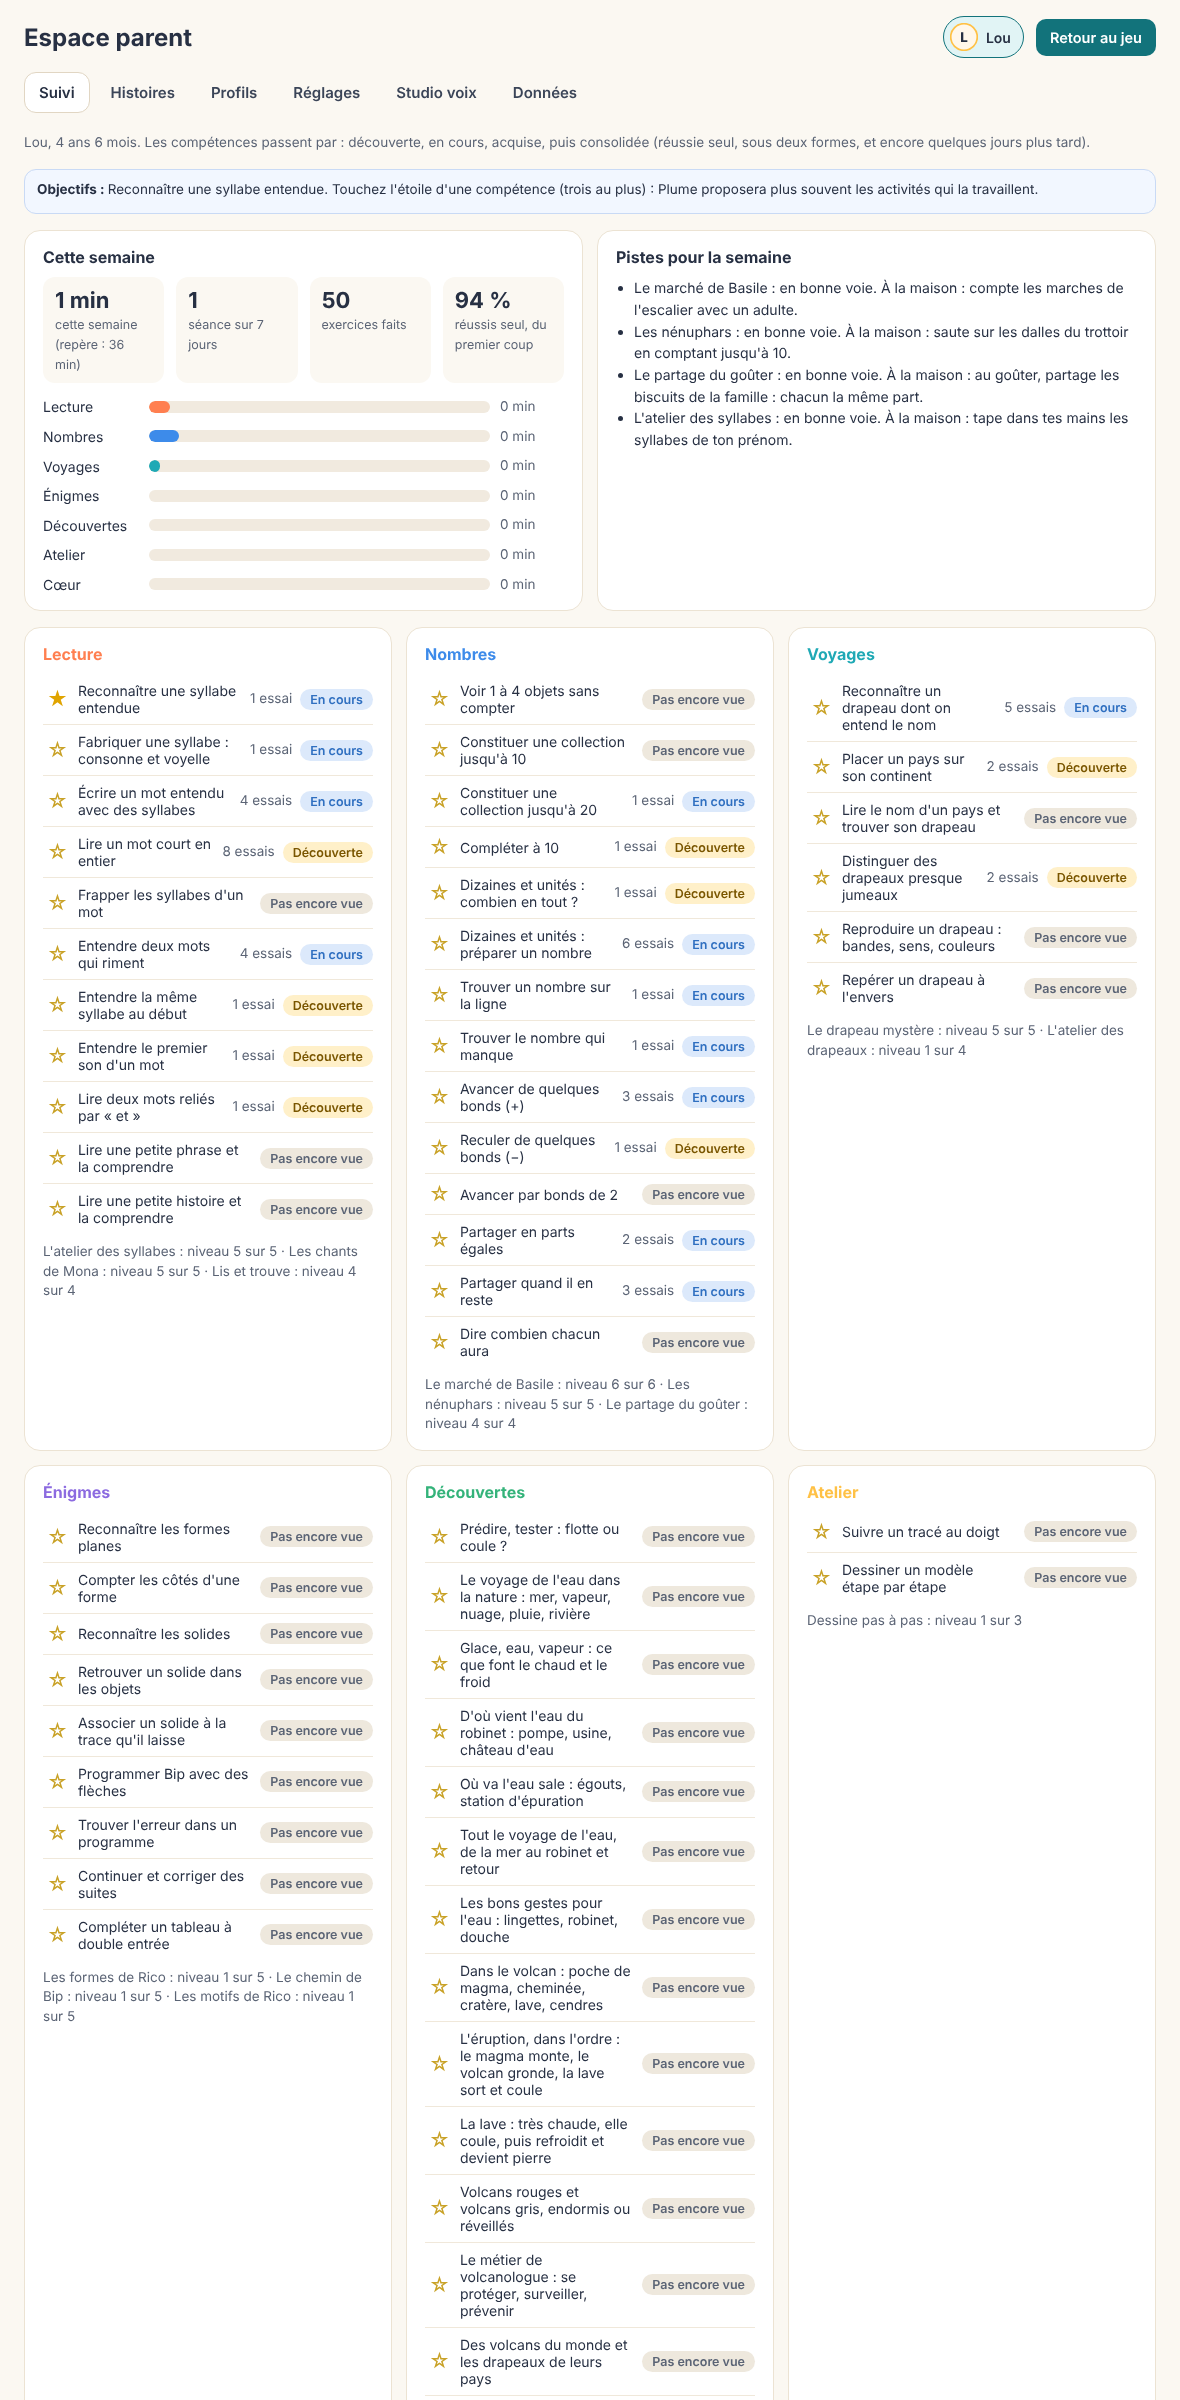 Espace parent
L
Lou
Retour au jeu
Suivi
Histoires
Profils
Réglages
Studio voix
Données
Lou, 4 ans 6 mois. Les compétences passent par : découverte, en cours, acquise, puis consolidée (réussie seul, sous deux formes, et encore quelques jours plus tard).
Objectifs : Reconnaître une syllabe entendue. Touchez l'étoile d'une compétence (trois au plus) : Plume proposera plus souvent les activités qui la travaillent.
Cette semaine
1 min
cette semaine
(repère : 36
min)
1
séance sur 7
jours
50
exercices faits
94 %
réussis seul, du
premier coup
Lecture
0 min
Nombres
0 min
Voyages
0 min
Énigmes
0 min
Découvertes
0 min
Atelier
0 min
Cœur
0 min
Pistes pour la semaine
• Le marché de Basile : en bonne voie. À la maison : compte les marches de
l'escalier avec un adulte.
• Les nénuphars : en bonne voie. À la maison : saute sur les dalles du trottoir
en comptant jusqu'à 10.
• Le partage du goûter : en bonne voie. À la maison : au goûter, partage les
biscuits de la famille : chacun la même part.
• L'atelier des syllabes : en bonne voie. À la maison : tape dans tes mains les
syllabes de ton prénom.
Lecture
Reconnaître une syllabe
entendue
1 essai
En cours
Fabriquer une syllabe :
consonne et voyelle
1 essai
En cours
Écrire un mot entendu
avec des syllabes
4 essais
En cours
Lire un mot court en
entier
8 essais
Découverte
Frapper les syllabes d'un
mot
Pas encore vue
Entendre deux mots
qui riment
4 essais
En cours
Entendre la même
syllabe au début
1 essai
Découverte
Entendre le premier
son d'un mot
1 essai
Découverte
Lire deux mots reliés
par « et »
1 essai
Découverte
Lire une petite phrase et
la comprendre
Pas encore vue
Lire une petite histoire et
la comprendre
Pas encore vue
L'atelier des syllabes : niveau 5 sur 5 · Les chants
de Mona : niveau 5 sur 5 · Lis et trouve : niveau 4
sur 4
Nombres
Voir 1 à 4 objets sans
compter
Pas encore vue
Constituer une collection
jusqu'à 10
Pas encore vue
Constituer une
collection jusqu'à 20
1 essai
En cours
Compléter à 10
1 essai
Découverte
Dizaines et unités :
combien en tout ?
1 essai
Découverte
Dizaines et unités :
préparer un nombre
6 essais
En cours
Trouver un nombre sur
la ligne
1 essai
En cours
Trouver le nombre qui
manque
1 essai
En cours
Avancer de quelques
bonds (+)
3 essais
En cours
Reculer de quelques
bonds (−)
1 essai
Découverte
Avancer par bonds de 2
Pas encore vue
Partager en parts
égales
2 essais
En cours
Partager quand il en
reste
3 essais
En cours
Dire combien chacun
aura
Pas encore vue
Le marché de Basile : niveau 6 sur 6 · Les
nénuphars : niveau 5 sur 5 · Le partage du goûter :
niveau 4 sur 4
Voyages
Reconnaître un
drapeau dont on
entend le nom
5 essais
En cours
Placer un pays sur
son continent
2 essais
Découverte
Lire le nom d'un pays et
trouver son drapeau
Pas encore vue
Distinguer des
drapeaux presque
jumeaux
2 essais
Découverte
Reproduire un drapeau :
bandes, sens, couleurs
Pas encore vue
Repérer un drapeau à
l'envers
Pas encore vue
Le drapeau mystère : niveau 5 sur 5 · L'atelier des
drapeaux : niveau 1 sur 4
Énigmes
Reconnaître les formes
planes
Pas encore vue
Compter les côtés d'une
forme
Pas encore vue
Reconnaître les solides
Pas encore vue
Retrouver un solide dans
les objets
Pas encore vue
Associer un solide à la
trace qu'il laisse
Pas encore vue
Programmer Bip avec des
flèches
Pas encore vue
Trouver l'erreur dans un
programme
Pas encore vue
Continuer et corriger des
suites
Pas encore vue
Compléter un tableau à
double entrée
Pas encore vue
Les formes de Rico : niveau 1 sur 5 · Le chemin de
Bip : niveau 1 sur 5 · Les motifs de Rico : niveau 1
sur 5
Découvertes
Prédire, tester : flotte ou
coule ?
Pas encore vue
Le voyage de l'eau dans
la nature : mer, vapeur,
nuage, pluie, rivière
Pas encore vue
Glace, eau, vapeur : ce
que font le chaud et le
froid
Pas encore vue
D'où vient l'eau du
robinet : pompe, usine,
château d'eau
Pas encore vue
Où va l'eau sale : égouts,
station d'épuration
Pas encore vue
Tout le voyage de l'eau,
de la mer au robinet et
retour
Pas encore vue
Les bons gestes pour
l'eau : lingettes, robinet,
douche
Pas encore vue
Dans le volcan : poche de
magma, cheminée,
cratère, lave, cendres
Pas encore vue
L'éruption, dans l'ordre :
le magma monte, le
volcan gronde, la lave
sort et coule
Pas encore vue
La lave : très chaude, elle
coule, puis refroidit et
devient pierre
Pas encore vue
Volcans rouges et
volcans gris, endormis ou
réveillés
Pas encore vue
Le métier de
volcanologue : se
protéger, surveiller,
prévenir
Pas encore vue
Des volcans du monde et
les drapeaux de leurs
pays
Pas encore vue
Atelier
Suivre un tracé au doigt
Pas encore vue
Dessiner un modèle
étape par étape
Pas encore vue
Dessine pas à pas : niveau 1 sur 3